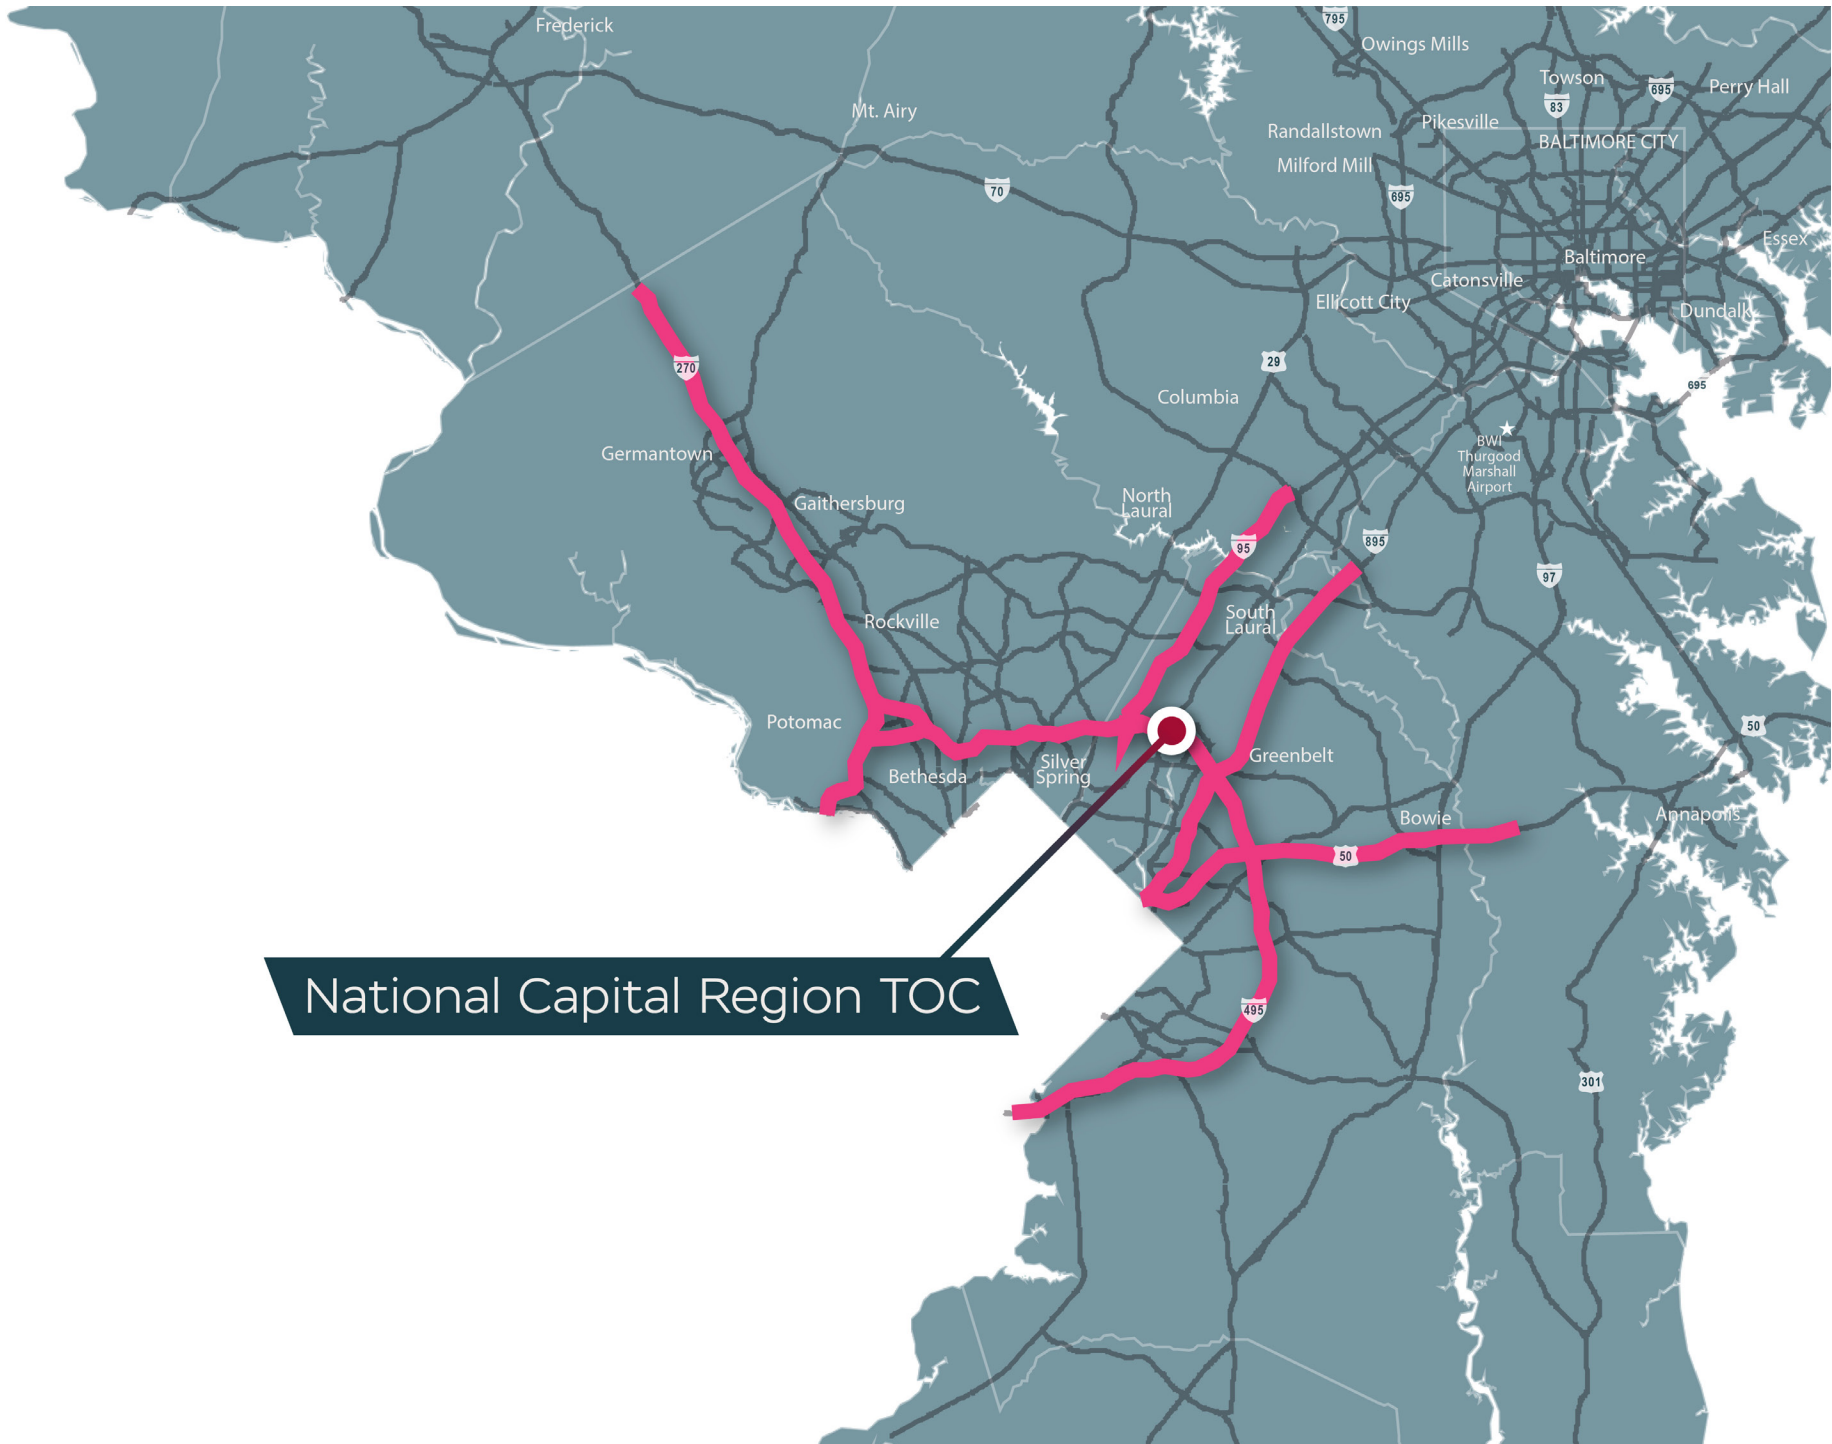 Frederick
795
Owings Mills
Towson
695
Perry Hall
83
Mt. Airy
Pikesville
Randallstown
BALTIMORE CITY
Milford Mill
70
695
Essex
Baltimore
Catonsville
Ellicott City
Dundalk
270
29
695
Columbia
BWI
Thurgood
Marshall
Airport
Germantown
Gaithersburg
North
Laural
95
895
97
Rockville
South
Laural
Potomac
50
Greenbelt
Silver
Spring
Bethesda
Bowie
Annapolis
50
National Capital Region TOC
495
301